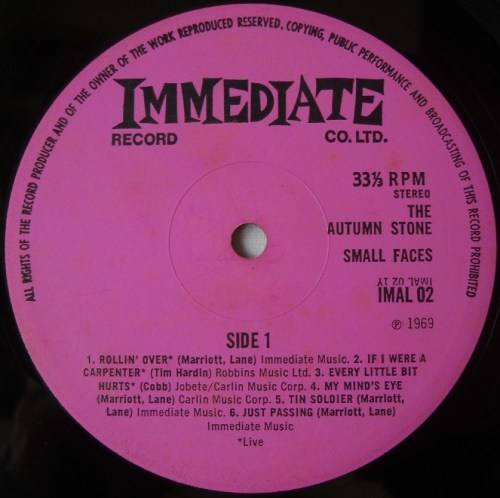 ALL RIGHTS OF THE RECORD PRODUCER AND OF THE OWNER OF THE WORK REPRODUCED RESERVED. COPYING, PUBLIC PERFORMANCE AND BROADCASTING OF THIS RECORD PROHIBITED
IMMEDIATE
RECORD CO. LTD.
33⅓ RPM
STEREO
THE
AUTUMN STONE
SMALL FACES
IMAL 02 1Y
IMAL 02
℗ 1969
SIDE 1
1. ROLLIN' OVER* (Marriott, Lane) Immediate Music. 2. IF I WERE A
CARPENTER* (Tim Hardin) Robbins Music Ltd. 3. EVERY LITTLE BIT
HURTS* (Cobb) Jobete/Carlin Music Corp. 4. MY MIND'S EYE
(Marriott, Lane) Carlin Music Corp. 5. TIN SOLDIER (Marriott,
Lane) Immediate Music. 6. JUST PASSING (Marriott, Lane)
Immediate Music
*Live